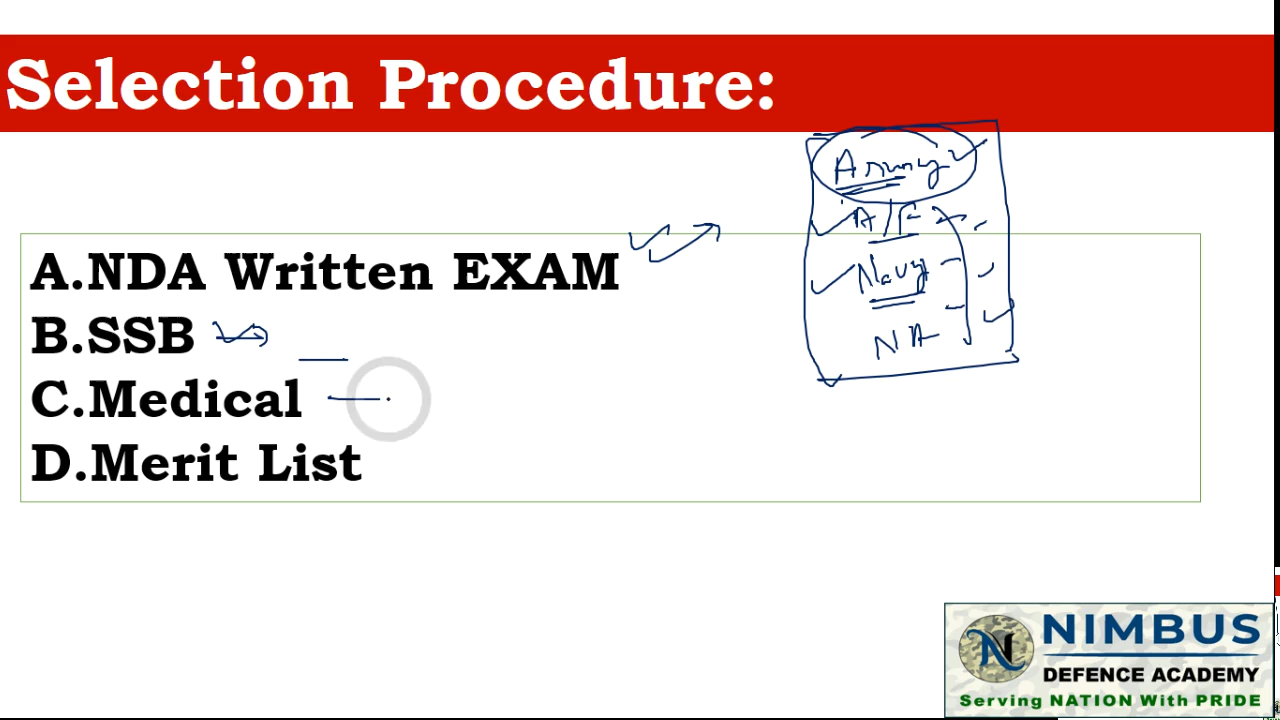 Selection Procedure:
Army
A/F
A.NDA Written EXAM
Navy
B.SSB
NA
C.Medical
D.Merit List
NIMBUS
DEFENCE ACADEMY
Serving NATION With PRIDE